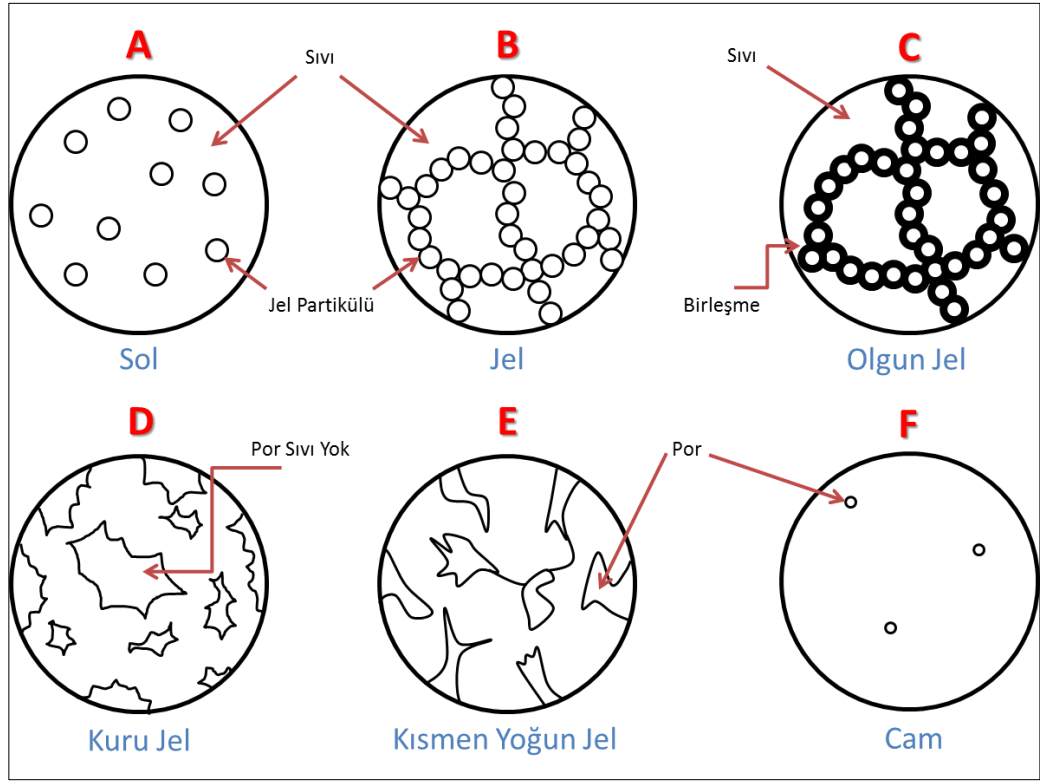 A
B
C
Sıvı
Sıvı
Jel Partikülü
Birleşme
Sol
Jel
Olgun Jel
D
E
F
Por Sıvı Yok
Por
Kuru Jel
Kısmen Yoğun Jel
Cam